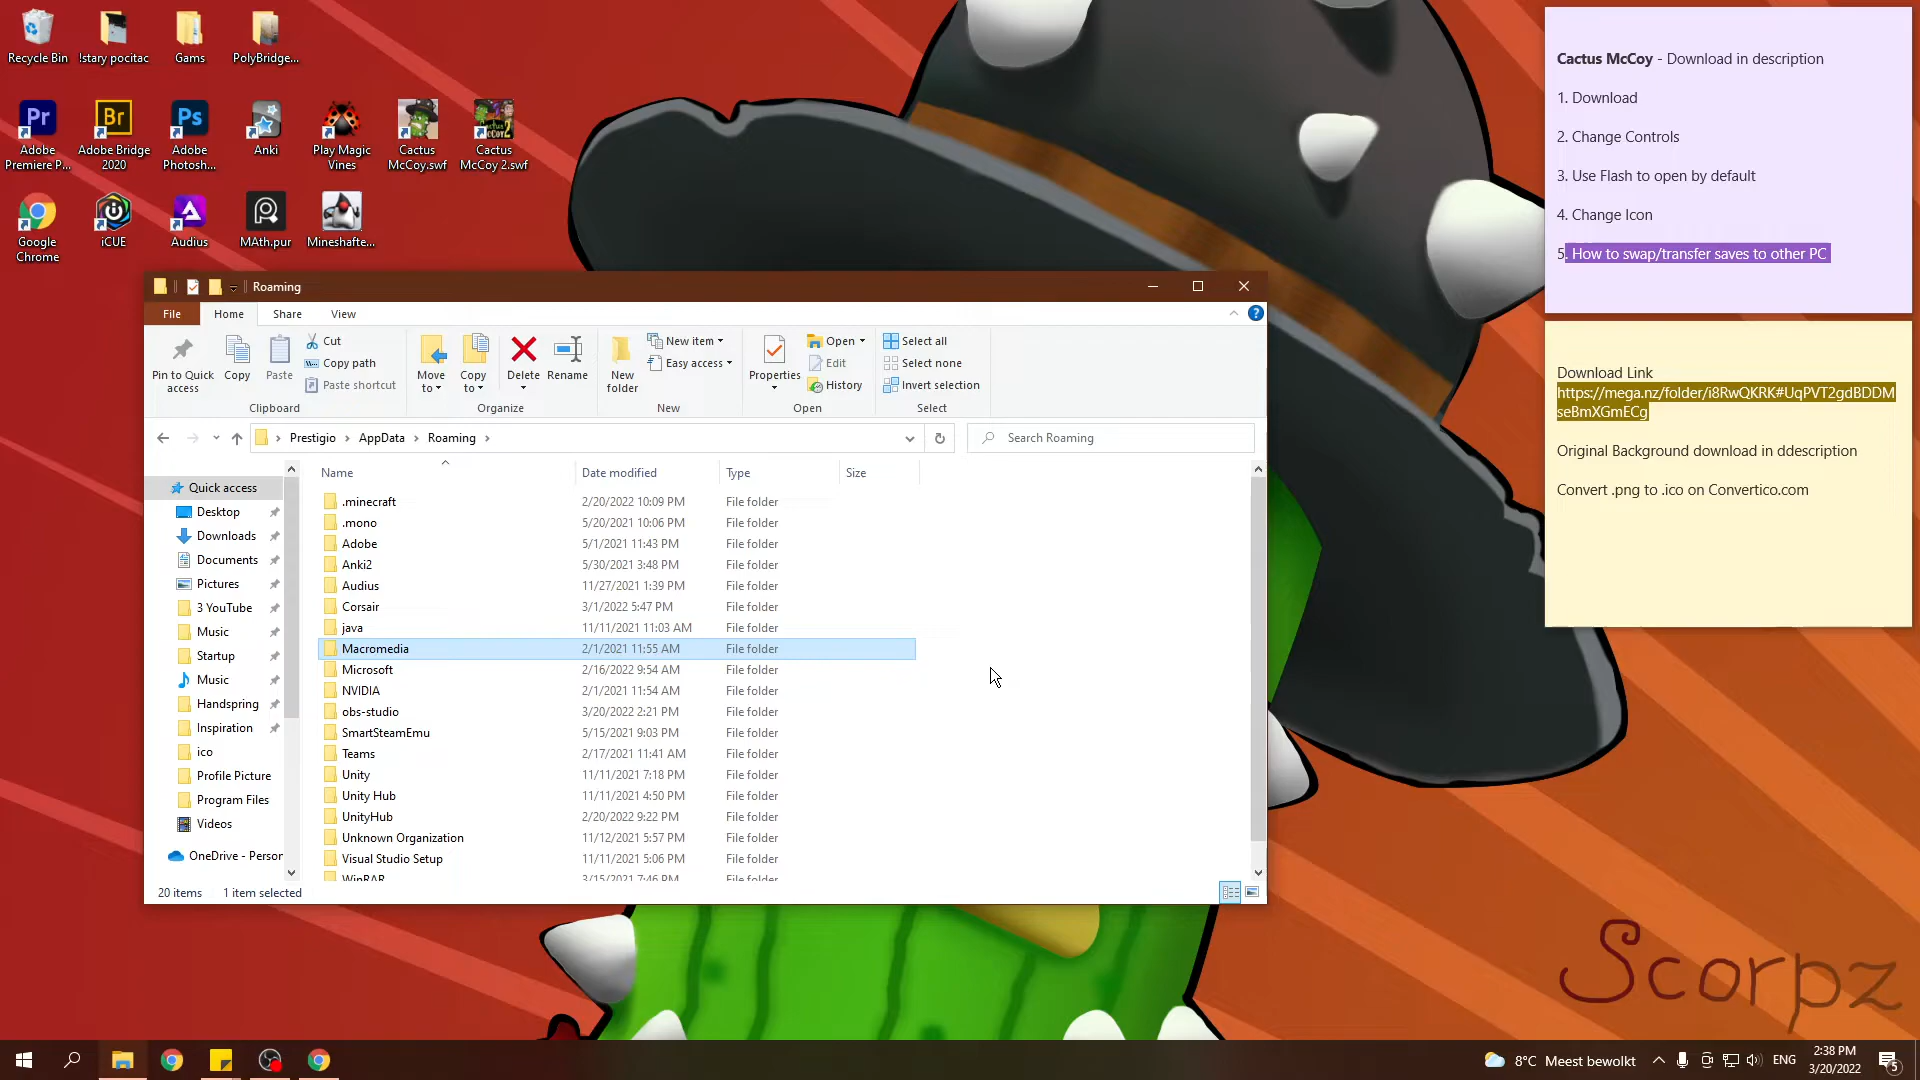 Recycle Bin
!stary pocitac
Gams
PolyBridge...
Adobe Premiere P...
Adobe Bridge 2020
Adobe Photosh...
Anki
Play Magic Vines
Cactus McCoy.swf
Cactus McCoy 2.swf
Google Chrome
iCUE
Audius
MAth.pur
Mineshafte...
Cactus McCoy - Download in description
1. Download
2. Change Controls
3. Use Flash to open by default
4. Change Icon
5. How to swap/transfer saves to other PC
Download Link
https://mega.nz/folder/i8RwQKRK#UqPVT2gdBDDM
seBmXGmECg
Original Background download in ddescription
Convert .png to .ico on Convertico.com
Roaming
File Home Share View
Pin to Quick access
Copy
Paste
Cut
Copy path
Paste shortcut
Clipboard
Move to
Copy to
Delete
Rename
Organize
New folder
New item
Easy access
New
Properties
Open
Edit
History
Open
Select all
Select none
Invert selection
Select
Prestigio > AppData > Roaming >
Search Roaming
Quick access
Desktop
Downloads
Documents
Pictures
3 YouTube
Music
Startup
Music
Handspring
Inspiration
ico
Profile Picture
Program Files
Videos
OneDrive - Person
Name Date modified Type Size
.minecraft 2/20/2022 10:09 PM File folder
.mono 5/20/2021 10:06 PM File folder
Adobe 5/1/2021 11:43 PM File folder
Anki2 5/30/2021 3:48 PM File folder
Audius 11/27/2021 1:39 PM File folder
Corsair 3/1/2022 5:47 PM File folder
java 11/11/2021 11:03 AM File folder
Macromedia 2/1/2021 11:55 AM File folder
Microsoft 2/16/2022 9:54 AM File folder
NVIDIA 2/1/2021 11:54 AM File folder
obs-studio 3/20/2022 2:21 PM File folder
SmartSteamEmu 5/15/2021 9:03 PM File folder
Teams 2/17/2021 11:41 AM File folder
Unity 11/11/2021 7:18 PM File folder
Unity Hub 11/11/2021 4:50 PM File folder
UnityHub 2/20/2022 9:22 PM File folder
Unknown Organization 11/12/2021 5:57 PM File folder
Visual Studio Setup 11/11/2021 5:06 PM File folder
WinRAR 3/15/2021 7:46 PM File folder
20 items 1 item selected
Scorpz
8°C Meest bewolkt
ENG
2:38 PM
3/20/2022
5